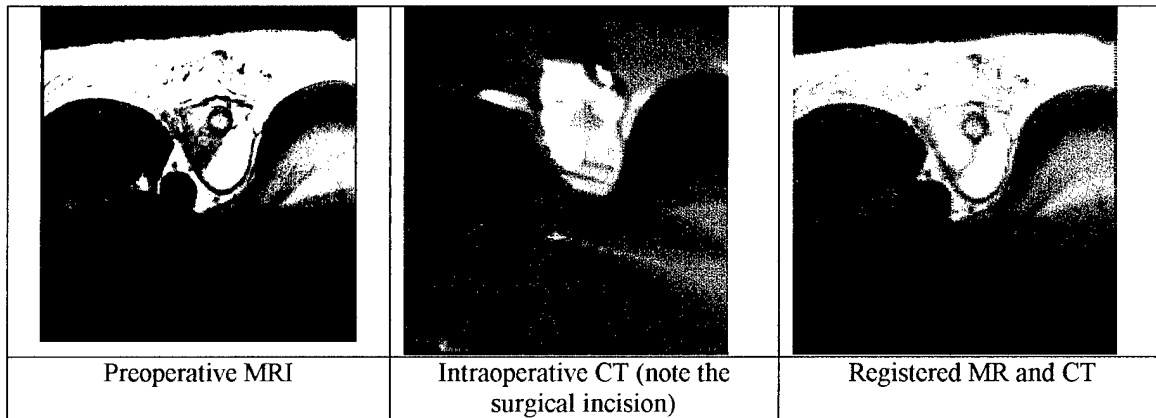 Preoperative MRI
Intraoperative CT (note the
surgical incision)
Registered MR and CT